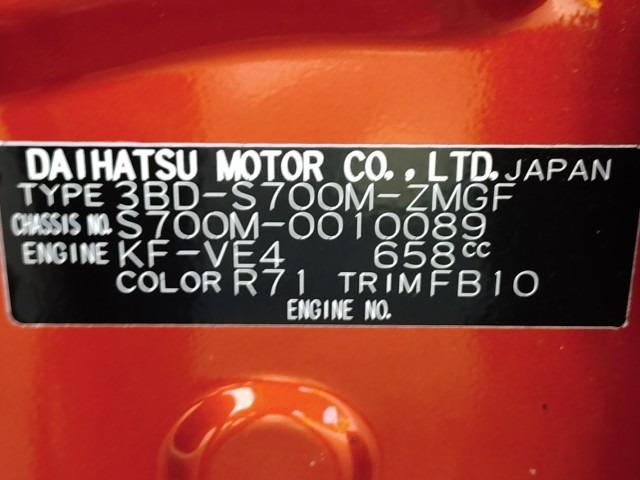 DAIHATSU MOTOR CO., LTD. JAPAN
TYPE 3BD-S700M-ZMGF
CHASSIS NO. S700M-0010089
ENGINE KF-VE4 658cc
COLOR R71 TRIM FB10
ENGINE NO.